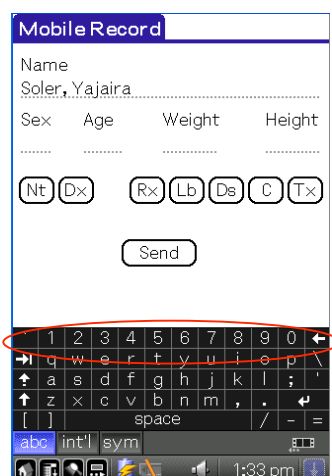 Mobile Record
Name
Soler, Yajaira
Sex Age Weight Height
Nt Dx Rx Lb Ds C Tx
Send
` 1 2 3 4 5 6 7 8 9 0
q w e r t y u i o p \
a s d f g h j k l ; '
z x c v b n m , .
[ ] space / - =
abc int'l sym
1:33 pm